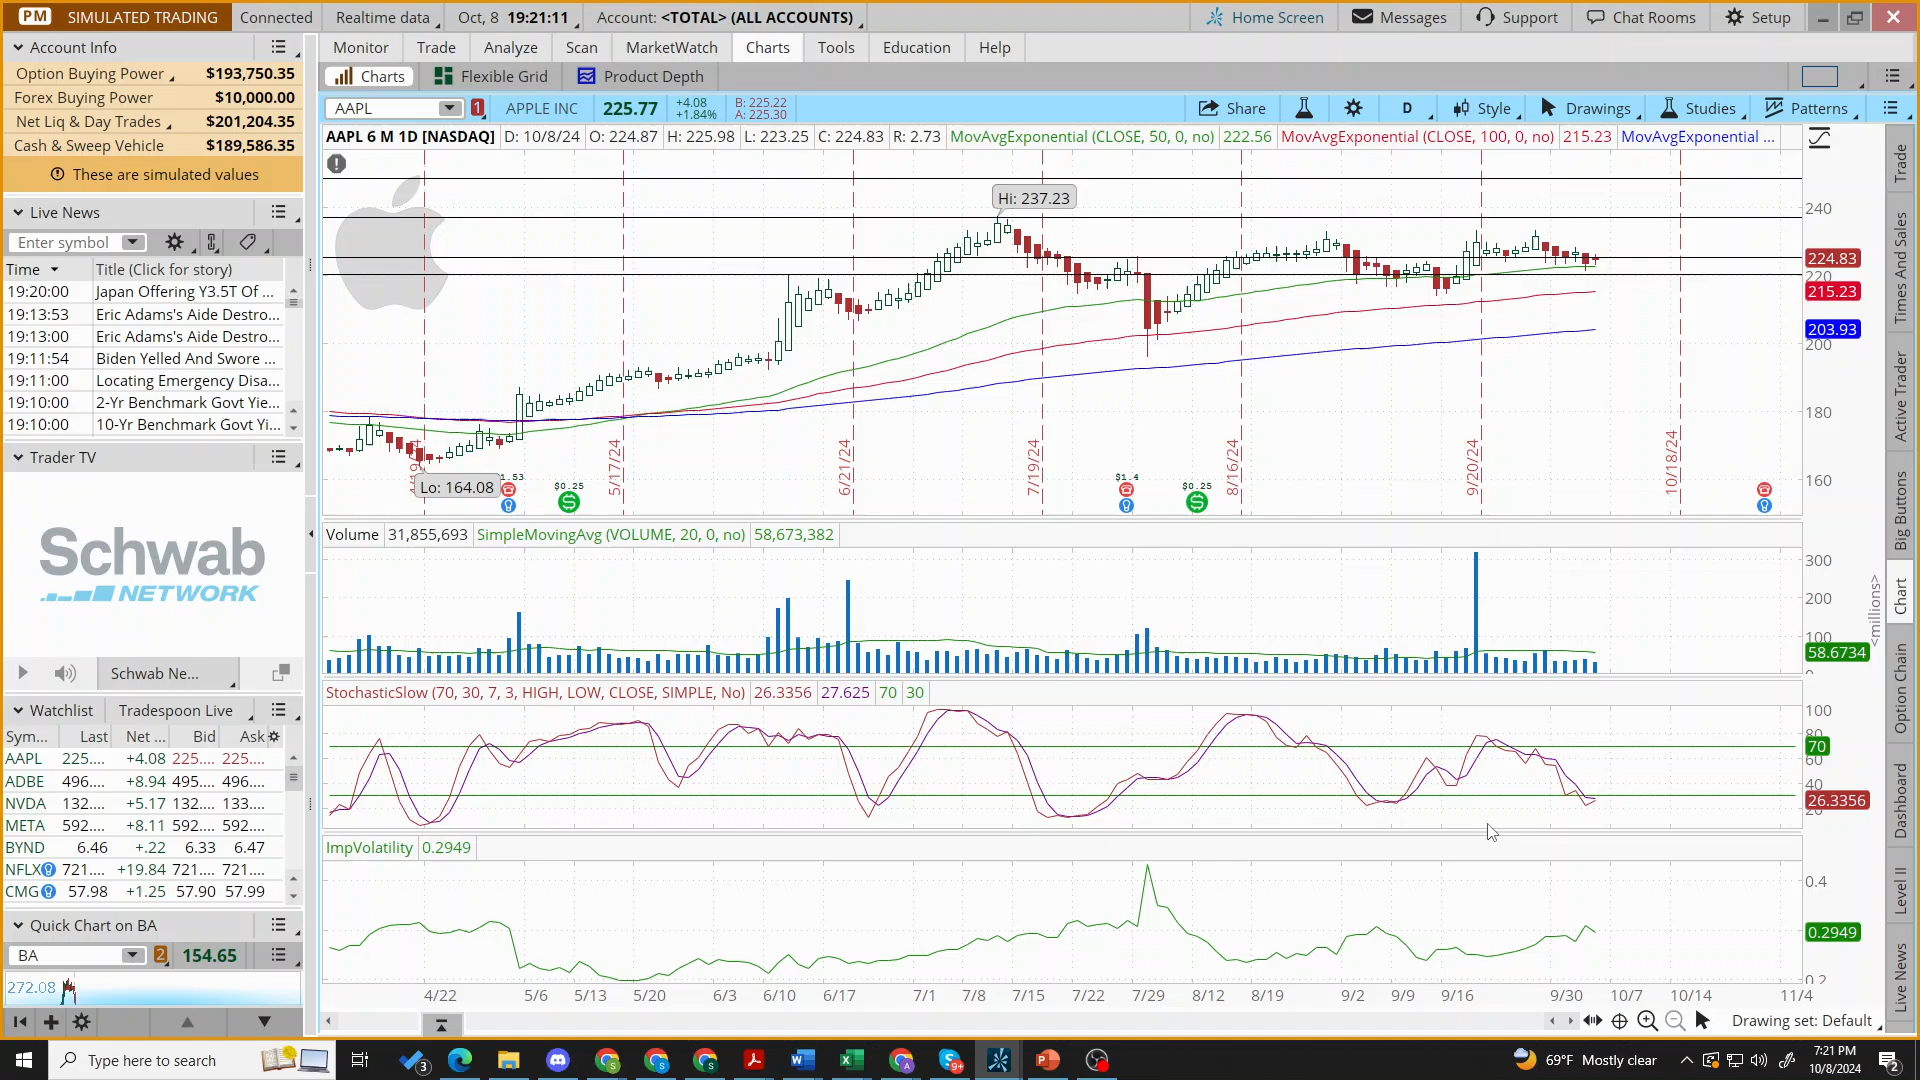 PM SIMULATED TRADING Connected Realtime data Oct, 8 19:21:11 Account: <TOTAL> (ALL ACCOUNTS) Home Screen Messages Support Chat Rooms Setup
Account Info
Option Buying Power $193,750.35
Forex Buying Power $10,000.00
Net Liq & Day Trades $201,204.35
Cash & Sweep Vehicle $189,586.35
These are simulated values
Live News
Enter symbol
Time Title (Click for story)
19:20:00 Japan Offering Y3.5T Of ...
19:13:53 Eric Adams's Aide Destro...
19:13:00 Eric Adams's Aide Destro...
19:11:54 Biden Yelled And Swore ...
19:11:00 Locating Emergency Disa...
19:10:00 2-Yr Benchmark Govt Yie...
19:10:00 10-Yr Benchmark Govt Yi...
Trader TV
Schwab
NETWORK
Schwab Ne...
Watchlist Tradespoon Live
Sym... Last Net ... Bid Ask
AAPL 225.... +4.08 225.... 225....
ADBE 496.... +8.94 495.... 496....
NVDA 132.... +5.17 132.... 133....
META 592.... +8.11 592.... 592....
BYND 6.46 +.22 6.33 6.47
NFLX 721.... +19.84 721.... 721....
CMG 57.98 +1.25 57.90 57.99
Quick Chart on BA
BA 2 154.65
272.08
Monitor Trade Analyze Scan MarketWatch Charts Tools Education Help
Charts Flexible Grid Product Depth
AAPL 1 APPLE INC 225.77 +4.08 B: 225.22
+1.84% A: 225.30
Share D Style Drawings Studies Patterns
AAPL 6 M 1D [NASDAQ] D: 10/8/24 O: 224.87 H: 225.98 L: 223.25 C: 224.83 R: 2.73 MovAvgExponential (CLOSE, 50, 0, no) 222.56 MovAvgExponential (CLOSE, 100, 0, no) 215.23 MovAvgExponential ...
Hi: 237.23
240
224.83
220
215.23
203.93
200
180
160
5/17/24
6/21/24
7/19/24
8/16/24
9/20/24
10/18/24
Lo: 164.08
$0.25
$1.4
$0.25
Volume 31,855,693 SimpleMovingAvg (VOLUME, 20, 0, no) 58,673,382
300
200
100
58.6734
<millions>
StochasticSlow (70, 30, 7, 3, HIGH, LOW, CLOSE, SIMPLE, No) 26.3356 27.625 70 30
100
80
70
60
40
26.3356
20
ImpVolatility 0.2949
0.4
0.2949
0.2
4/22 5/6 5/13 5/20 6/3 6/10 6/17 7/1 7/8 7/15 7/22 7/29 8/12 8/19 9/2 9/9 9/16 9/30 10/7 10/14 11/4
Drawing set: Default
Trade
Times And Sales
Active Trader
Big Buttons
Chart
Option Chain
Dashboard
Level II
Live News
Type here to search
3
9+
69°F Mostly clear
7:21 PM
10/8/2024
2